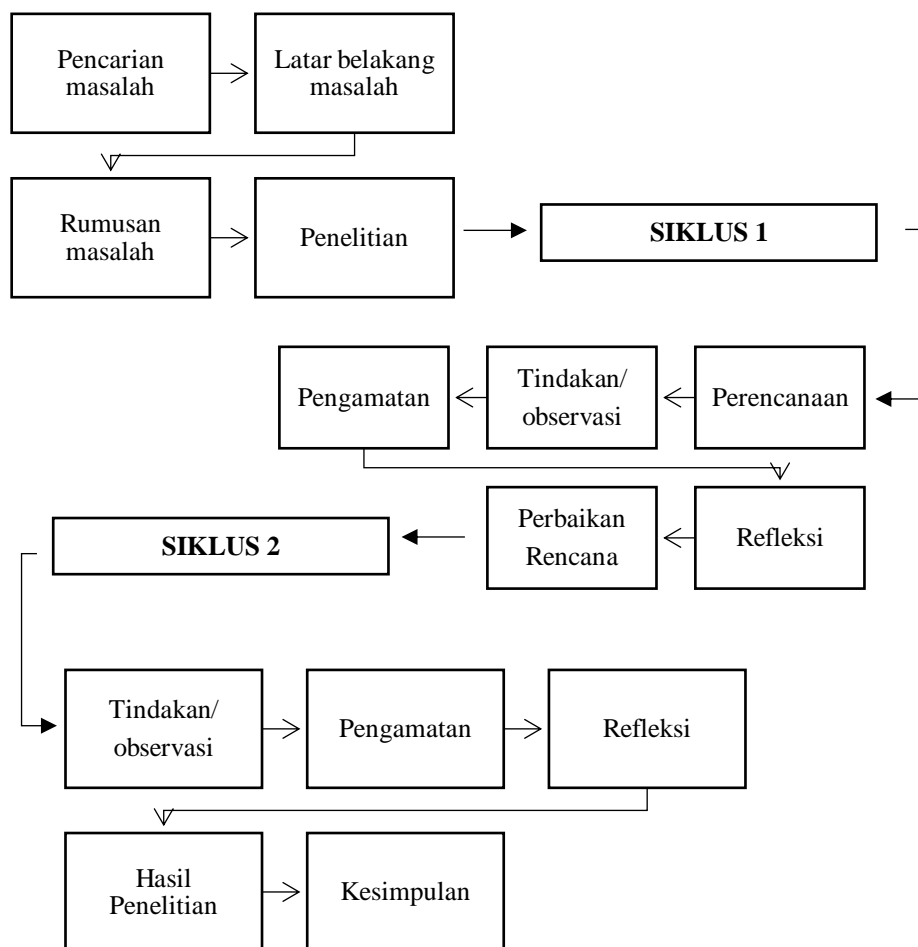 Pencarian
masalah
Latar belakang
masalah
Rumusan
masalah
Penelitian
SIKLUS 1
Perencanaan
Tindakan/
observasi
Pengamatan
Refleksi
Perbaikan
Rencana
SIKLUS 2
Tindakan/
observasi
Pengamatan
Refleksi
Hasil
Penelitian
Kesimpulan